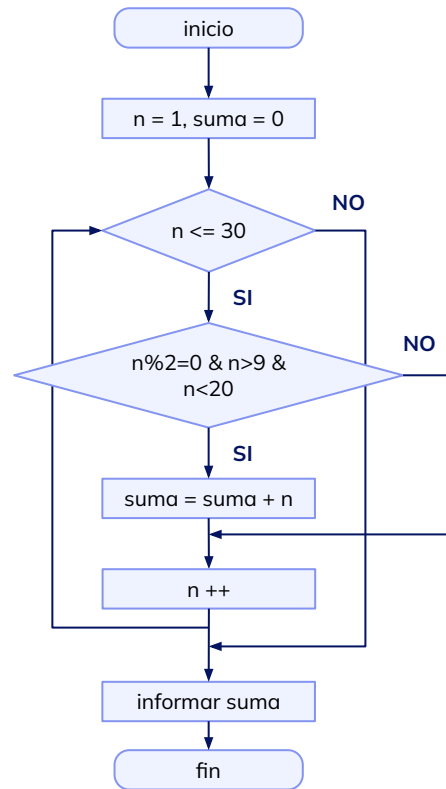 inicio
n = 1, suma = 0
n <= 30
NO
SI
n%2=0 & n>9 &
n<20
NO
SI
suma = suma + n
n ++
informar suma
fin